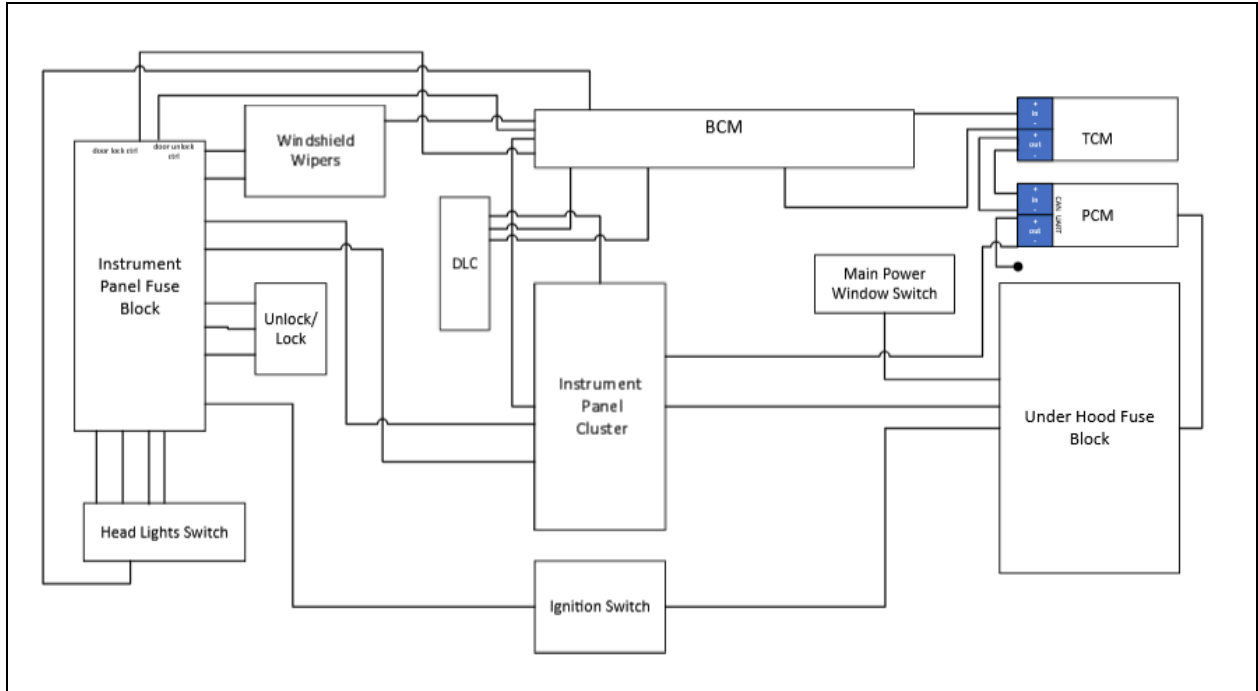 BCM
+
in
-
+
out
-
TCM
Windshield
Wipers
door lock ctrl
door unlock
ctrl
+
in
-
+
out
-
CAN UART
PCM
Instrument
Panel Fuse
Block
DLC
Main Power
Window Switch
Unlock/
Lock
Instrument
Panel
Cluster
Under Hood Fuse
Block
Head Lights Switch
Ignition Switch